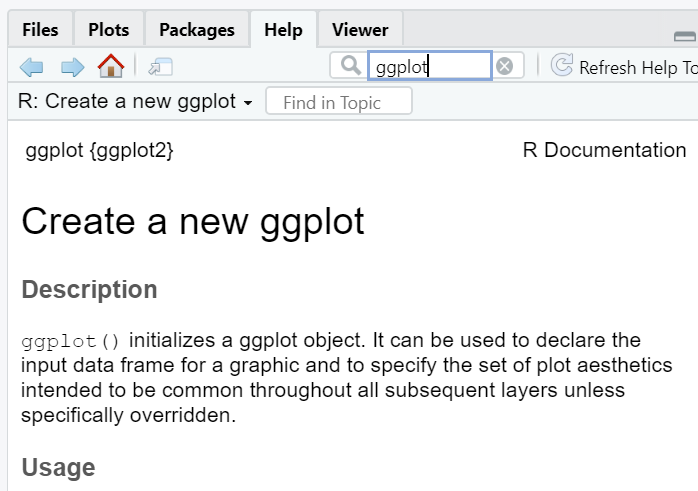 Files Plots Packages Help Viewer
ggplot Refresh Help To
R: Create a new ggplot Find in Topic
ggplot {ggplot2} R Documentation
Create a new ggplot
Description
ggplot() initializes a ggplot object. It can be used to declare the
input data frame for a graphic and to specify the set of plot aesthetics
intended to be common throughout all subsequent layers unless
specifically overridden.
Usage